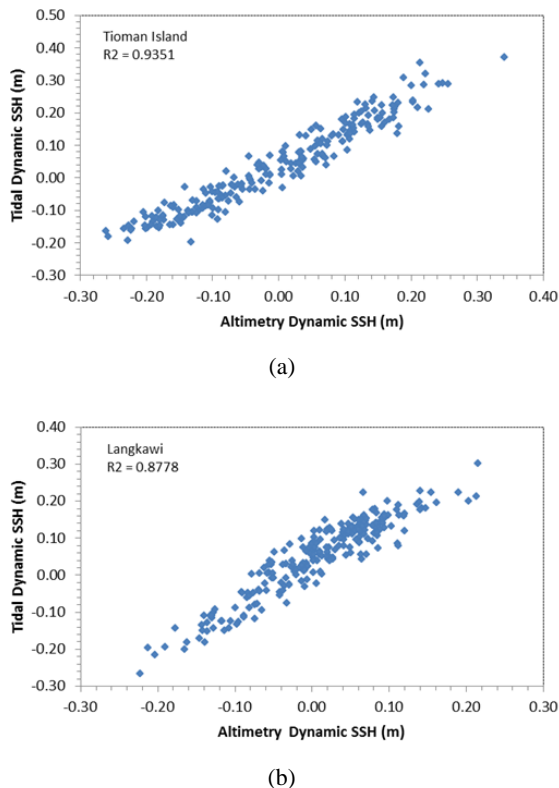 0.50
0.40
0.30
0.20
0.10
0.00
-0.10
-0.20
-0.30
Tidal Dynamic SSH (m)
Tioman Island
R2 = 0.9351
-0.30 -0.20 -0.10 0.00 0.10 0.20 0.30 0.40
Altimetry Dynamic SSH (m)
(a)
0.40
0.30
0.20
0.10
0.00
-0.10
-0.20
-0.30
Tidal Dynamic SSH (m)
Langkawi
R2 = 0.8778
-0.30 -0.20 -0.10 0.00 0.10 0.20 0.30
Altimetry Dynamic SSH (m)
(b)